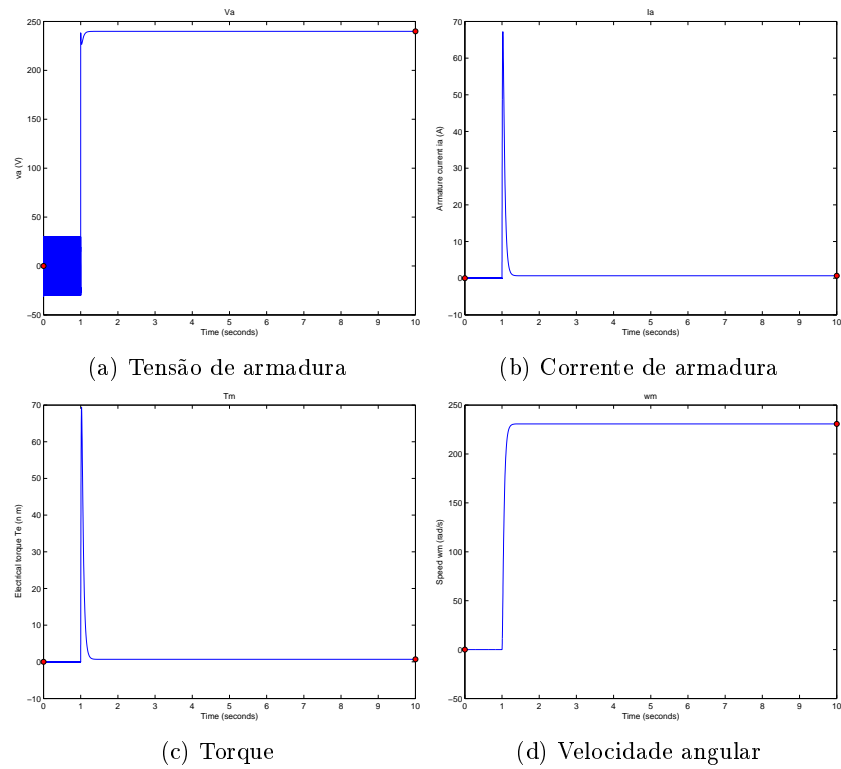 Va
250
200
150
100
50
0
−50
va (V)
0 1 2 3 4 5 6 7 8 9 10
Time (seconds)
(a) Tensão de armadura
Ia
70
60
50
40
30
20
10
0
−10
Armature current ia (A)
0 1 2 3 4 5 6 7 8 9 10
Time (seconds)
(b) Corrente de armadura
Tm
70
60
50
40
30
20
10
0
−10
Electrical torque Te (n m)
0 1 2 3 4 5 6 7 8 9 10
Time (seconds)
(c) Torque
wm
250
200
150
100
50
0
−50
Speed wm (rad/s)
0 1 2 3 4 5 6 7 8 9 10
Time (seconds)
(d) Velocidade angular